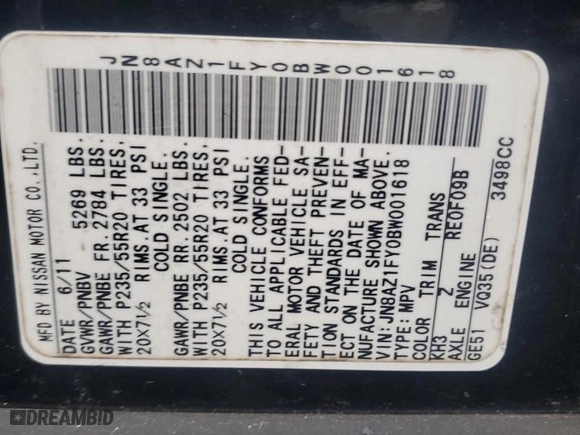 JN8AZ1FY0BW001618
MFD BY NISSAN MOTOR CO.,LTD.
DATE 6/11
GVWR/PNBV 5269 LBS.
GAWR/PNBE FR. 2784 LBS.
WITH P235/55R20 TIRES,
20X7½ RIMS. AT 33 PSI
COLD SINGLE.
GAWR/PNBE RR. 2502 LBS.
WITH P235/55R20 TIRES,
20X7½ RIMS. AT 33 PSI
COLD SINGLE.
THIS VEHICLE CONFORMS
TO ALL APPLICABLE FED-
ERAL MOTOR VEHICLE SA-
FETY AND THEFT PREVEN-
TION STANDARDS IN EFF-
ECT ON THE DATE OF MA-
NUFACTURE SHOWN ABOVE.
VIN: JN8AZ1FY0BW001618
TYPE: MPV
COLOR TRIM TRANS
KH3 Z RE0F09B
AXLE ENGINE
GE51 VQ35(DE) 3498CC
DREAMBID